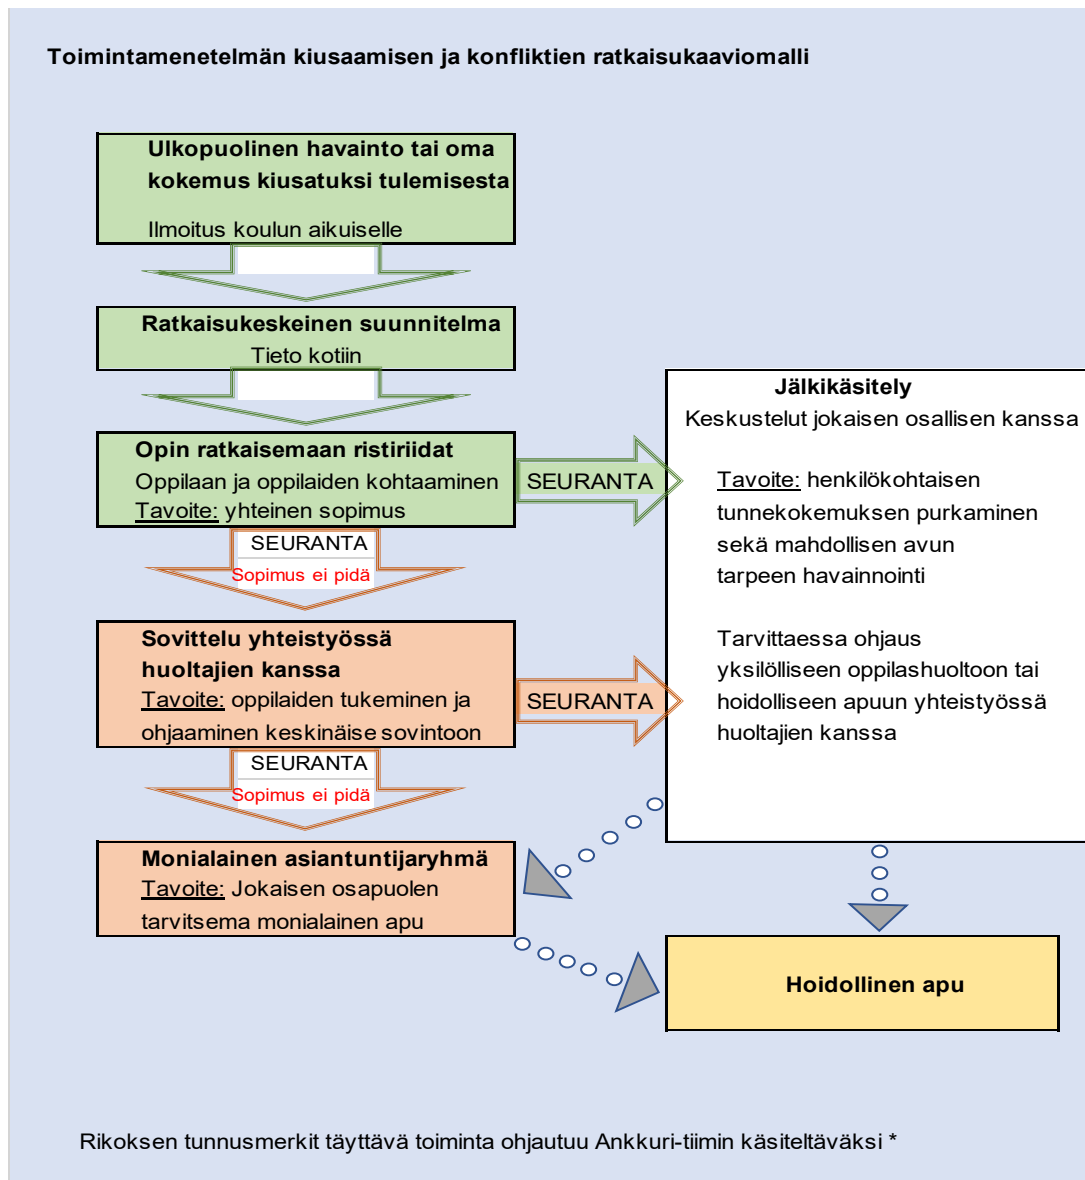 Toimintamenetelmän kiusaamisen ja konfliktien ratkaisukaaviomalli
Ulkopuolinen havainto tai oma
kokemus kiusatuksi tulemisesta
Ilmoitus koulun aikuiselle
Ratkaisukeskeinen suunnitelma
Tieto kotiin
Opin ratkaisemaan ristiriidat
Oppilaan ja oppilaiden kohtaaminen
Tavoite: yhteinen sopimus
SEURANTA
SEURANTA
Sopimus ei pidä
Sovittelu yhteistyössä
huoltajien kanssa
Tavoite: oppilaiden tukeminen ja
ohjaaminen keskinäise sovintoon
SEURANTA
SEURANTA
Sopimus ei pidä
Monialainen asiantuntijaryhmä
Tavoite: Jokaisen osapuolen
tarvitsema monialainen apu
Jälkikäsitely
Keskustelut jokaisen osallisen kanssa
Tavoite: henkilökohtaisen
tunnekokemuksen purkaminen
sekä mahdollisen avun
tarpeen havainnointi
Tarvittaessa ohjaus
yksilölliseen oppilashuoltoon tai
hoidolliseen apuun yhteistyössä
huoltajien kanssa
Hoidollinen apu
Rikoksen tunnusmerkit täyttävä toiminta ohjautuu Ankkuri-tiimin käsiteltäväksi *